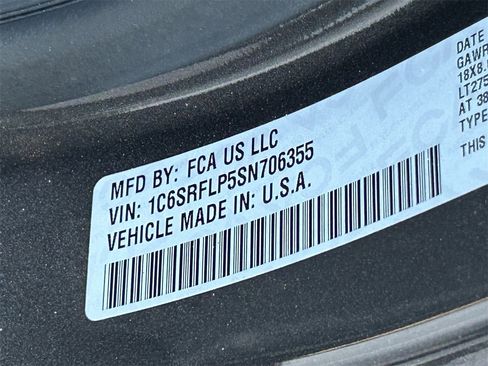 MFD BY: FCA US LLC
VIN: 1C6SRFLP5SN706355
VEHICLE MADE IN: U.S.A.
DATE
GAWR
18X8.
LT275
AT 38
TYPE:
THIS